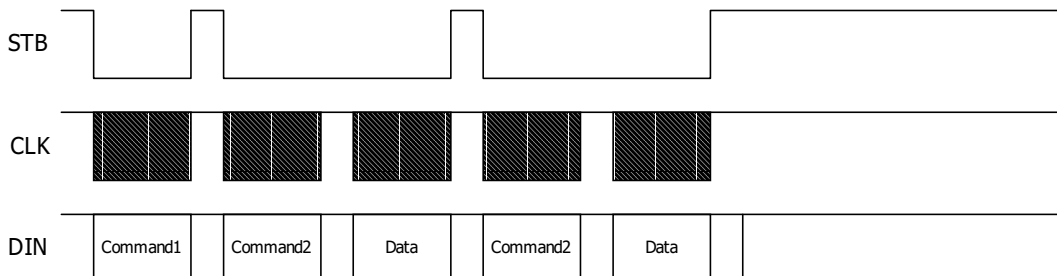 STB
CLK
DIN Command1 Command2 Data Command2 Data